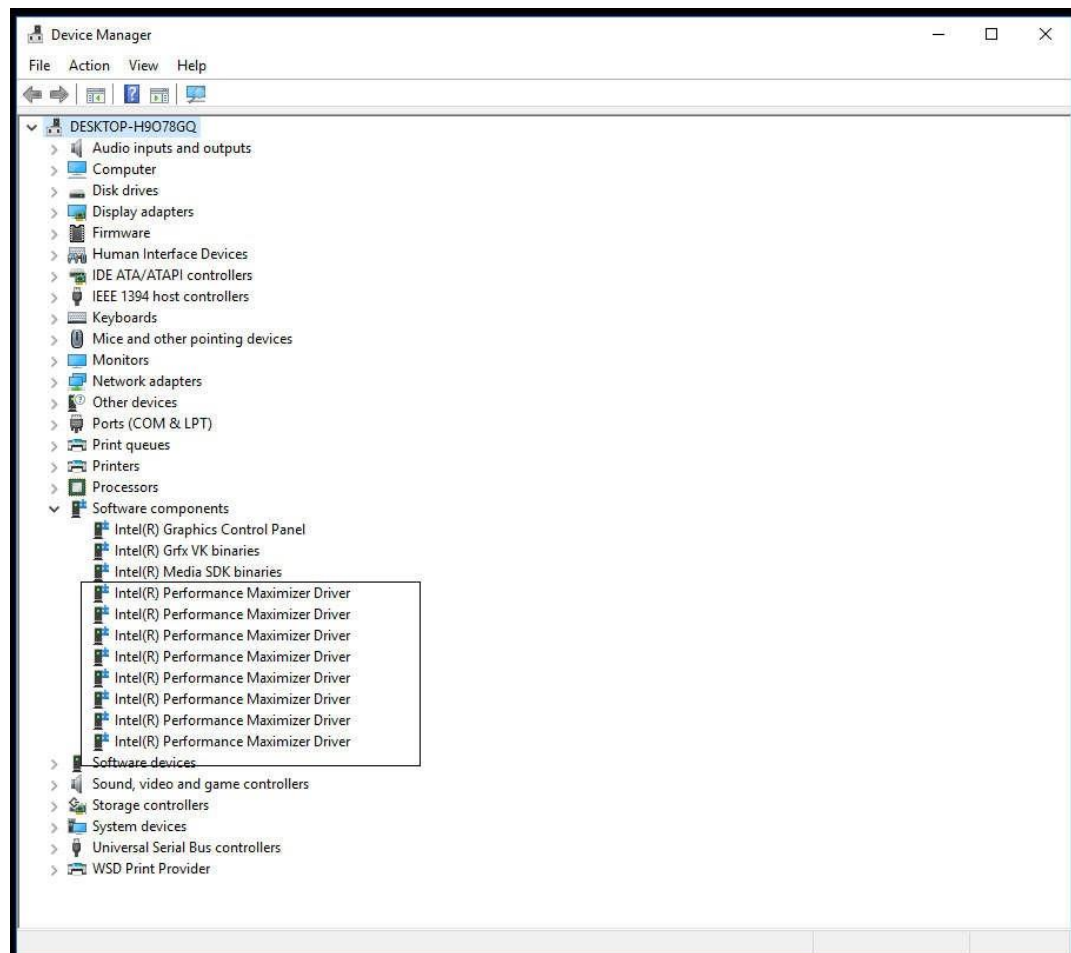 Device Manager
File Action View Help
DESKTOP-H9O78GQ
Audio inputs and outputs
Computer
Disk drives
Display adapters
Firmware
Human Interface Devices
IDE ATA/ATAPI controllers
IEEE 1394 host controllers
Keyboards
Mice and other pointing devices
Monitors
Network adapters
Other devices
Ports (COM & LPT)
Print queues
Printers
Processors
Software components
Intel(R) Graphics Control Panel
Intel(R) Grfx VK binaries
Intel(R) Media SDK binaries
Intel(R) Performance Maximizer Driver
Intel(R) Performance Maximizer Driver
Intel(R) Performance Maximizer Driver
Intel(R) Performance Maximizer Driver
Intel(R) Performance Maximizer Driver
Intel(R) Performance Maximizer Driver
Intel(R) Performance Maximizer Driver
Intel(R) Performance Maximizer Driver
Software devices
Sound, video and game controllers
Storage controllers
System devices
Universal Serial Bus controllers
WSD Print Provider